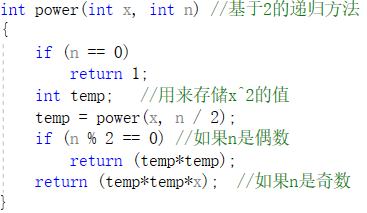 int power(int x, int n) //基于2的递归方法
{
    if (n == 0)
        return 1;
    int temp;   //用来存储x^2的值
    temp = power(x, n / 2);
    if (n % 2 == 0) //如果n是偶数
        return (temp*temp);
    return (temp*temp*x);  //如果n是奇数
}